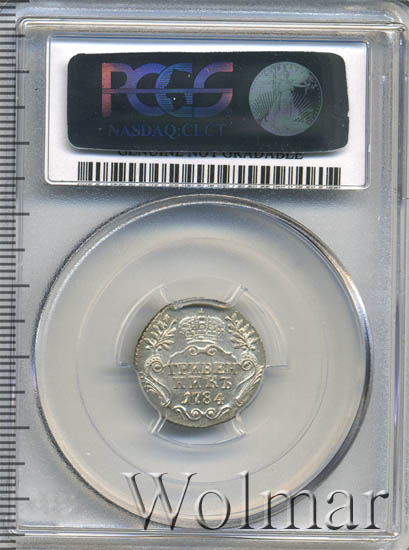 PCGS
NASDAQ:CLCT
GENUINE NOT GRADABLE
ГРИВЕН
НИКЪ
1784
Wolmar